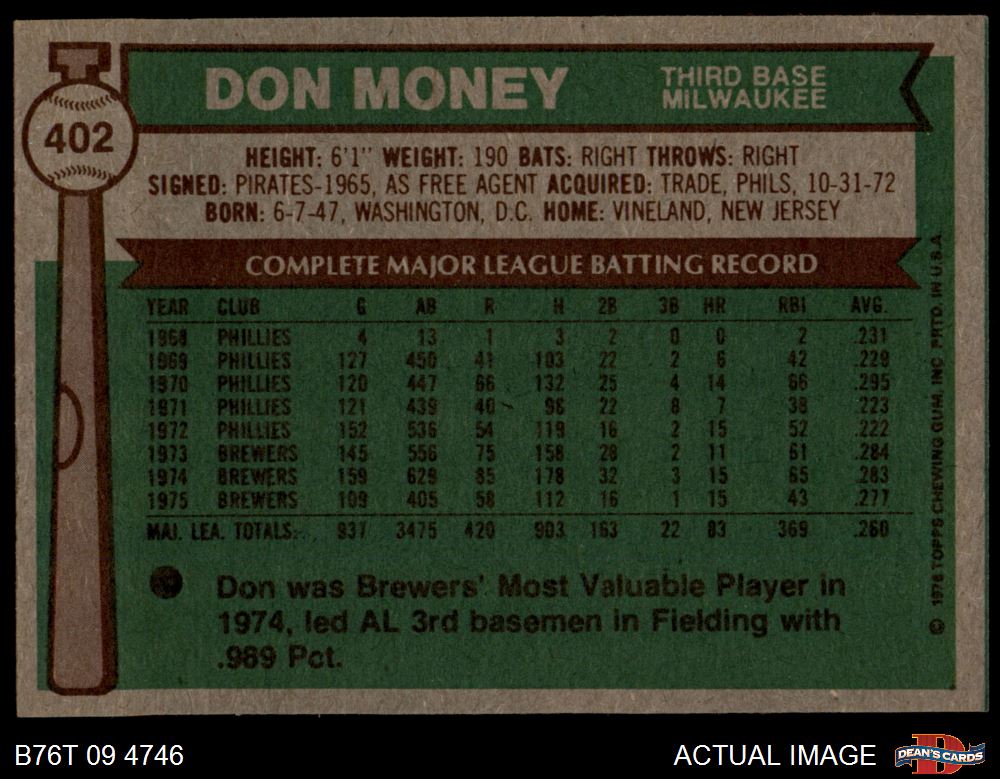 402
DON MONEY
THIRD BASE
MILWAUKEE
HEIGHT: 6'1" WEIGHT: 190 BATS: RIGHT THROWS: RIGHT
SIGNED: PIRATES-1965, AS FREE AGENT ACQUIRED: TRADE, PHILS, 10-31-72
BORN: 6-7-47, WASHINGTON, D.C. HOME: VINELAND, NEW JERSEY
COMPLETE MAJOR LEAGUE BATTING RECORD
YEAR CLUB G AB R H 2B 3B HR RBI AVG.
1968 PHILLIES 4 13 1 3 2 0 0 2 .231
1969 PHILLIES 127 450 41 103 22 2 6 42 .229
1970 PHILLIES 120 447 66 132 25 4 14 66 .295
1971 PHILLIES 121 439 40 98 22 8 7 38 .223
1972 PHILLIES 152 536 54 119 16 2 15 52 .222
1973 BREWERS 145 556 75 158 28 2 11 61 .284
1974 BREWERS 159 629 85 178 32 3 15 65 .283
1975 BREWERS 109 405 58 112 16 1 15 43 .277
MAJ. LEA. TOTALS: 937 3475 420 903 163 22 83 369 .260
Don was Brewers' Most Valuable Player in
1974, led AL 3rd basemen in Fielding with
.989 Pct.
© 1976 TOPPS CHEWING GUM, INC. PRTD. IN U.S.A.
B76T 09 4746
ACTUAL IMAGE
DEAN'S CARDS